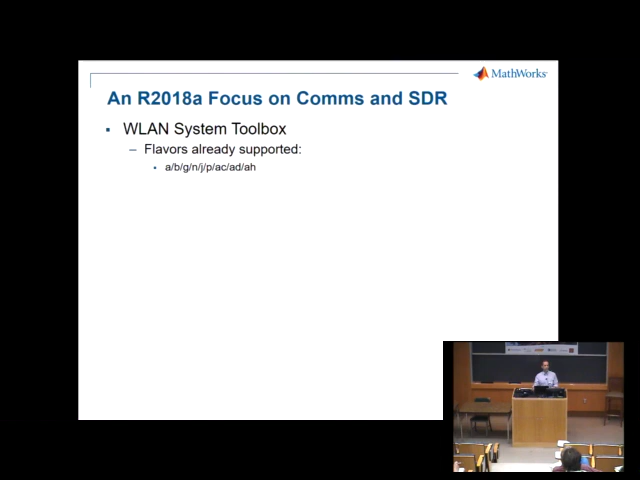 MathWorks
An R2018a Focus on Comms and SDR
WLAN System Toolbox
– Flavors already supported:
a/b/g/n/j/p/ac/ad/ah